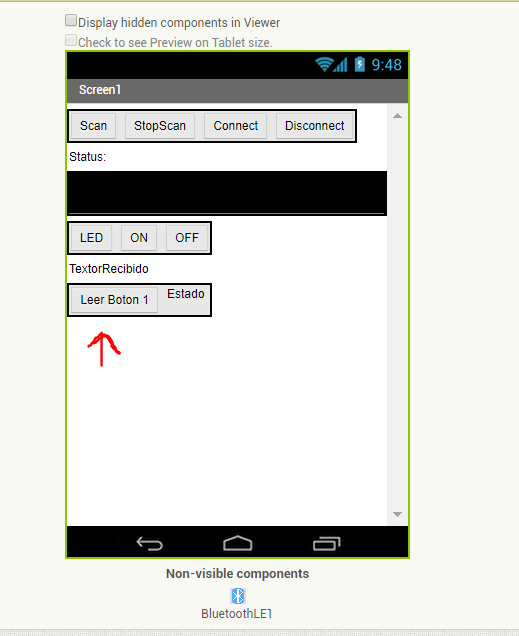 Display hidden components in Viewer
Check to see Preview on Tablet size.
9:48
Screen1
Scan StopScan Connect Disconnect
Status:
LED ON OFF
TextorRecibido
Leer Boton 1 Estado
Non-visible components
BluetoothLE1